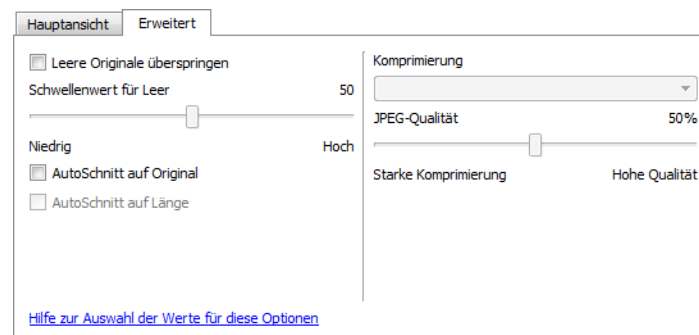 Hauptansicht
Erweitert
Leere Originale überspringen
Schwellenwert für Leer 50
Niedrig Hoch
AutoSchnitt auf Original
AutoSchnitt auf Länge
Komprimierung
JPEG-Qualität 50%
Starke Komprimierung Hohe Qualität
Hilfe zur Auswahl der Werte für diese Optionen